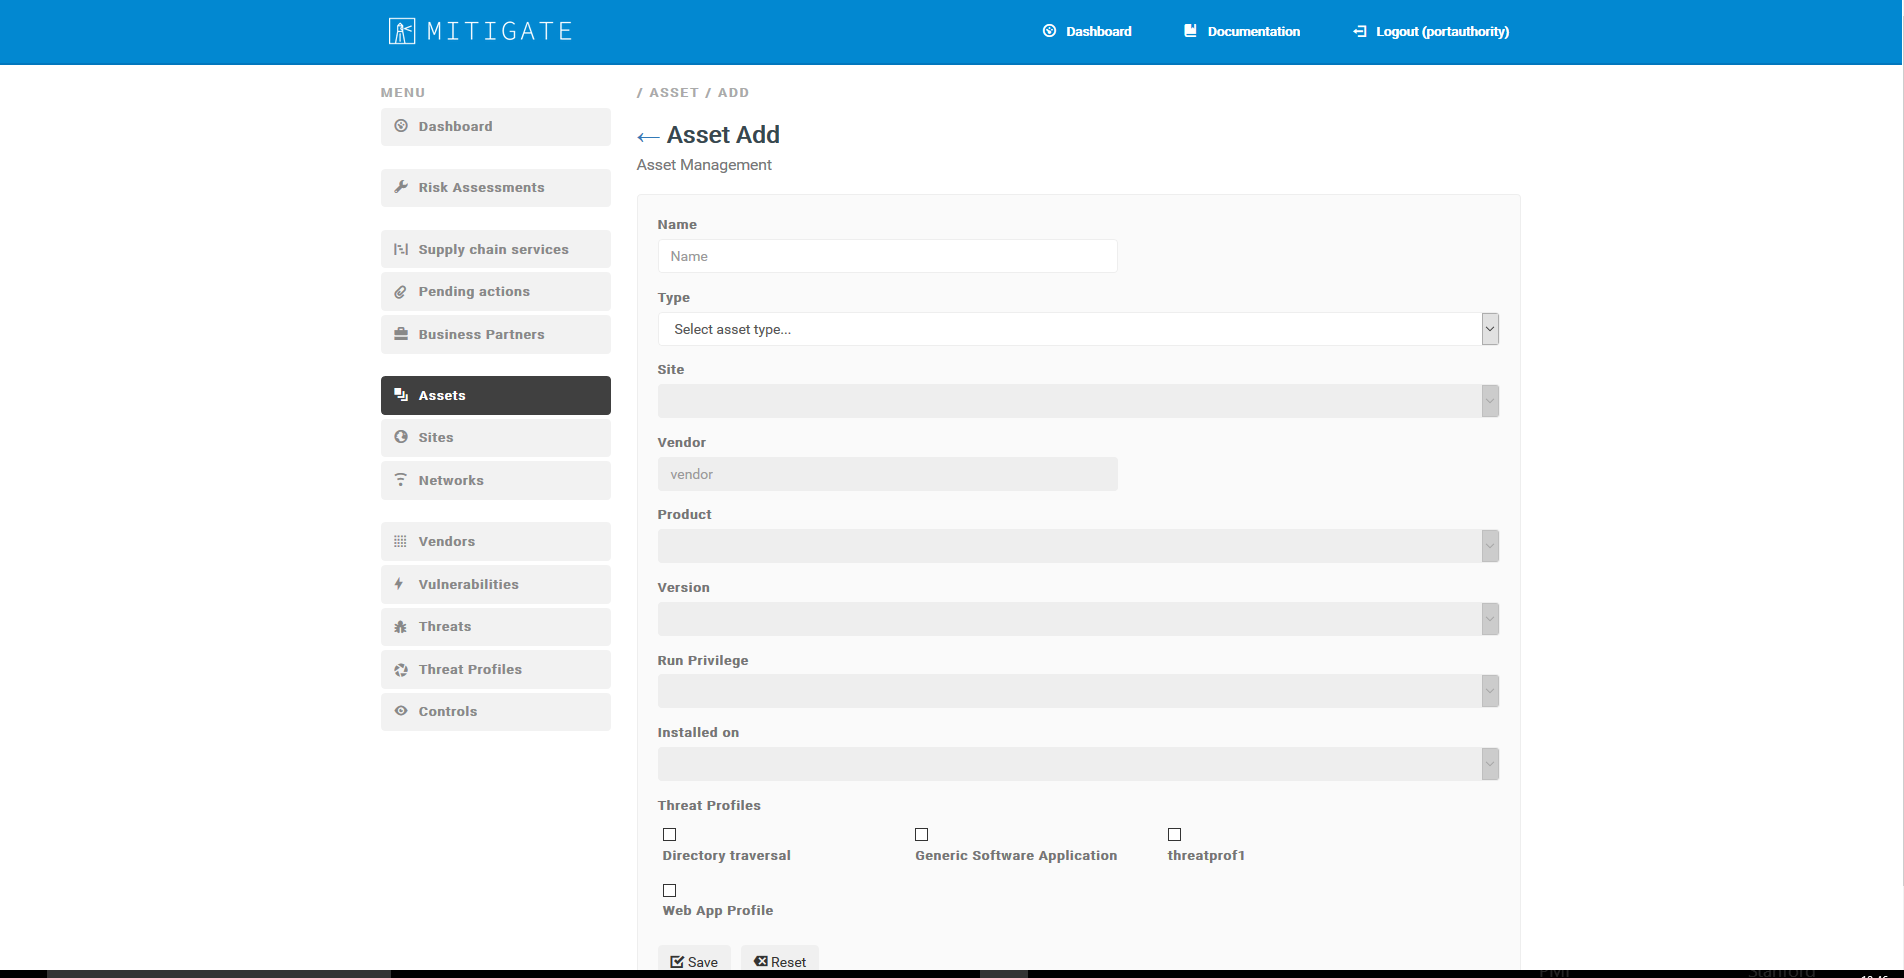 MITIGATE
Dashboard
Documentation
Logout (portauthority)
MENU
Dashboard
Risk Assessments
Supply chain services
Pending actions
Business Partners
Assets
Sites
Networks
Vendors
Vulnerabilities
Threats
Threat Profiles
Controls
/ ASSET / ADD
← Asset Add
Asset Management
Name
Name
Type
Select asset type...
Site
Vendor
vendor
Product
Version
Run Privilege
Installed on
Threat Profiles
Directory traversal
Generic Software Application
threatprof1
Web App Profile
Save
Reset